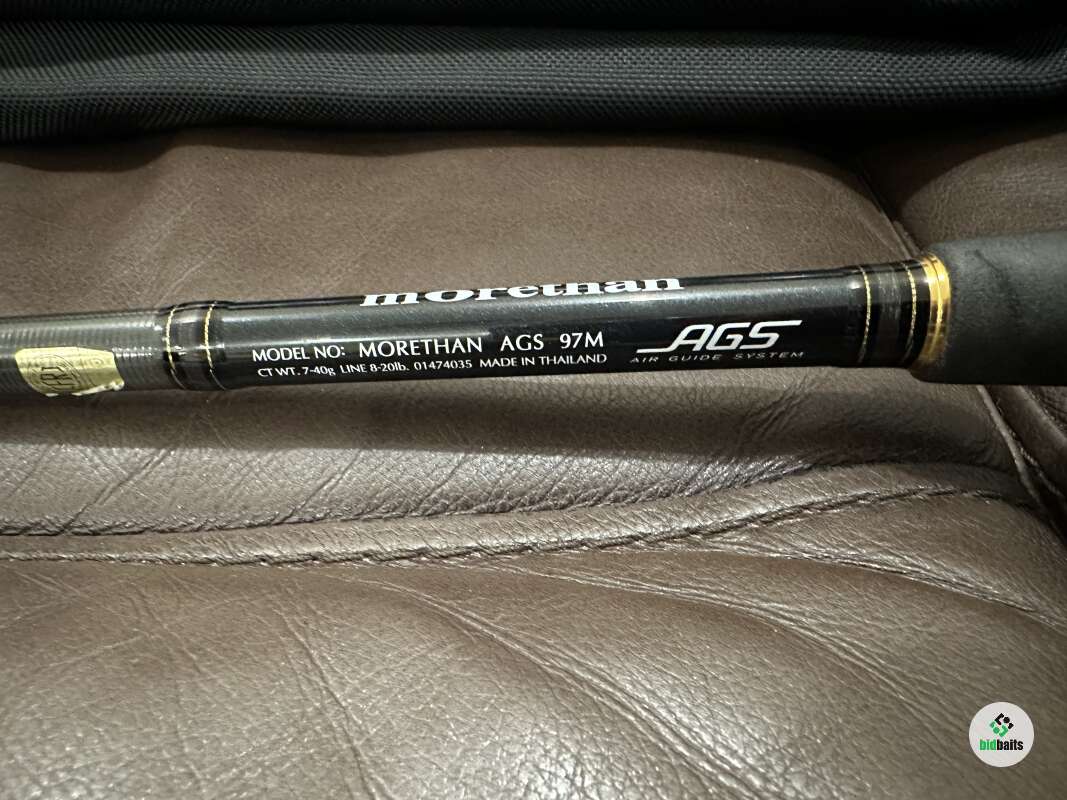 morethan
MODEL NO: MORETHAN AGS 97M
CT WT. 7-40g LINE 8-20lb. 01474035 MADE IN THAILAND
AGS
AIR GUIDE SYSTEM
bidbaits